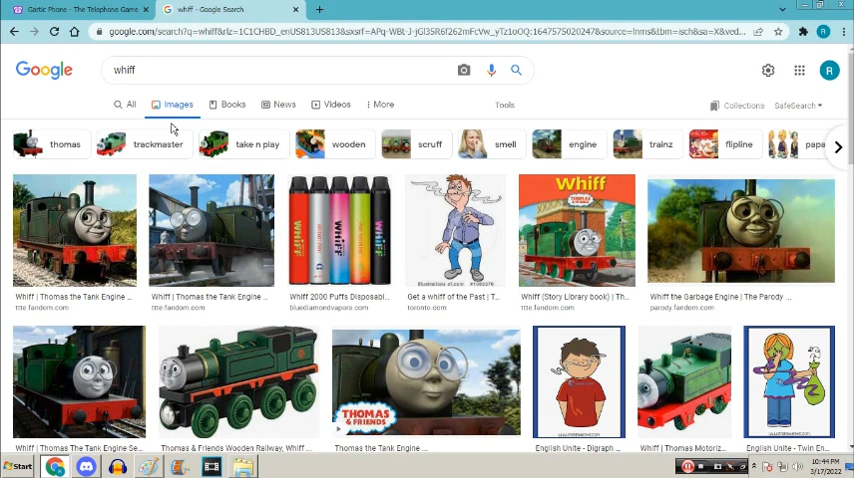 Gartic Phone - The Telephone Game
whiff - Google Search
google.com/search?q=whiff&rlz=1C1CHBD_enUS813US813&sxsrf=APq-WBt-J-jGl35R6f262mFcVw_yTz1oOQ:1647575020247&source=lnms&tbm=isch&sa=X&ved...
R
Google
whiff
R
All
Images
Books
News
Videos
More
Tools
Collections
SafeSearch
thomas
trackmaster
take n play
wooden
scruff
smell
engine
trainz
flipline
papa
Whiff
THOMAS
Whiff | Thomas the Tank Engine ...
ttte.fandom.com
Whiff | Thomas the Tank Engine ...
ttte.fandom.com
Whiff 2000 Puffs Disposabl...
bluediamondvapore.com
Get a whiff of the Past | T...
toronto.com
Whiff (Story Library book) | Th...
ttte.fandom.com
Whiff the Garbage Engine | The Parody ...
parody.fandom.com
THOMAS
& FRIENDS
Whiff | Thomas The Tank Engine Se...
Thomas & Friends Wooden Railway, Whiff ...
Thomas The Tank Engine ...
English Unite - Digraph ...
Whiff | Thomas Motoriz...
English Unite - Twin En...
Start
10:44 PM
3/17/2022